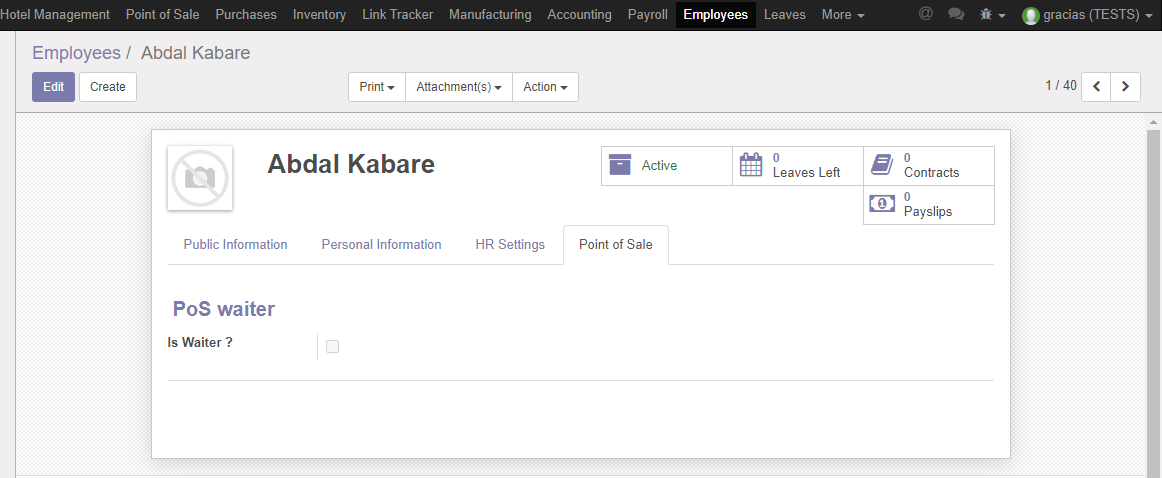 Hotel Management Point of Sale Purchases Inventory Link Tracker Manufacturing Accounting Payroll Employees Leaves More @ gracias (TESTS)
Employees / Abdal Kabare
Edit Create Print Attachment(s) Action 1 / 40
Abdal Kabare
Active
0
Leaves Left
0
Contracts
1
0
Payslips
Public Information Personal Information HR Settings Point of Sale
PoS waiter
Is Waiter ?